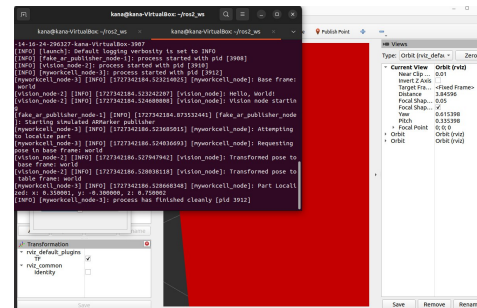 kana@kana-VirtualBox: ~/ros2_ws
kana@kana-VirtualBox: ~/ros2_ws
kana@kana-VirtualBox: ~/ros2_ws
-14-16-24-296327-kana-VirtualBox-3907
[INFO] [launch]: Default logging verbosity is set to INFO
[INFO] [fake_ar_publisher_node-1]: process started with pid [3908]
[INFO] [vision_node-2]: process started with pid [3910]
[INFO] [myworkcell_node-3]: process started with pid [3912]
[myworkcell_node-3] [INFO] [1727342186.523214025] [myworkcell_node]: Base frame:
world
[vision_node-2] [INFO] [1727342186.523242207] [vision_node]: Hello, World!
[vision_node-2] [INFO] [1727342186.524680808] [vision_node]: Vision node startin
g
[fake_ar_publisher_node-1] [INFO] [1727342184.873532441] [fake_ar_publisher_node
]: Starting simulated ARMarker publisher
[myworkcell_node-3] [INFO] [1727342186.523685015] [myworkcell_node]: Attempting
to localize part
[myworkcell_node-3] [INFO] [1727342186.524036693] [myworkcell_node]: Requesting
pose in base frame: world
[vision_node-2] [INFO] [1727342186.527947942] [vision_node]: Transformed pose to
base frame: world
[vision_node-2] [INFO] [1727342186.528038118] [vision_node]: Transformed pose to
table frame: world
[myworkcell_node-3] [INFO] [1727342186.528668348] [myworkcell_node]: Part Locali
zed: x: 0.350001, y: -0.300000, z: 0.750002
[INFO] [myworkcell_node-3]: process has finished cleanly [pid 3912]
Transformation
rviz_default_plugins
TF
rviz_common
Identity
Save
Publish Point
Views
Type: Orbit (rviz_defa
Zero
Current View Orbit (rviz)
Near Clip ... 0.01
Invert Z Axis
Target Fra... <Fixed Frame>
Distance 3.84596
Focal Shap... 0.05
Focal Shap...
Yaw 0.615398
Pitch 0.335398
Focal Point 0; 0; 0
Orbit Orbit (rviz)
Orbit Orbit (rviz)
Save Remove Renam